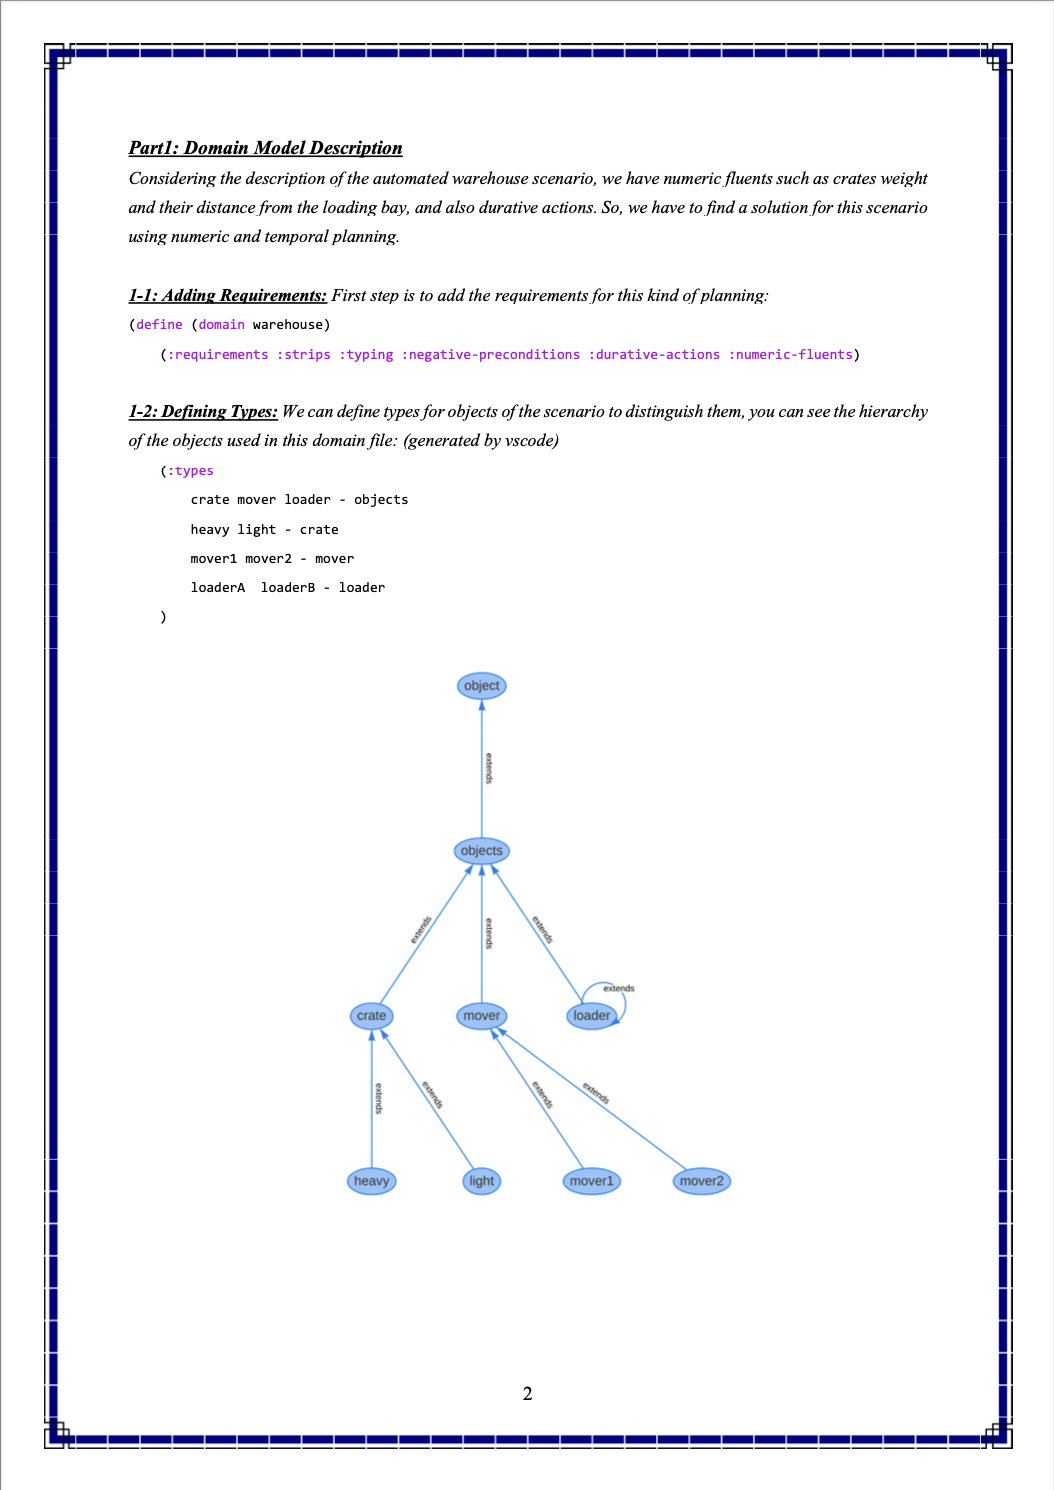 Part1: Domain Model Description
Considering the description of the automated warehouse scenario, we have numeric fluents such as crates weight
and their distance from the loading bay, and also durative actions. So, we have to find a solution for this scenario
using numeric and temporal planning.
1-1: Adding Requirements: First step is to add the requirements for this kind of planning:
(define (domain warehouse)
(:requirements :strips :typing :negative-preconditions :durative-actions :numeric-fluents)
1-2: Defining Types: We can define types for objects of the scenario to distinguish them, you can see the hierarchy
of the objects used in this domain file: (generated by vscode)
(:types
crate mover loader - objects
heavy light - crate
mover1 mover2 - mover
loaderA  loaderB - loader
)
object
extends
objects
extends
extends
extends
extends
crate
mover
loader
extends
extends
extends
extends
heavy
light
mover1
mover2
2